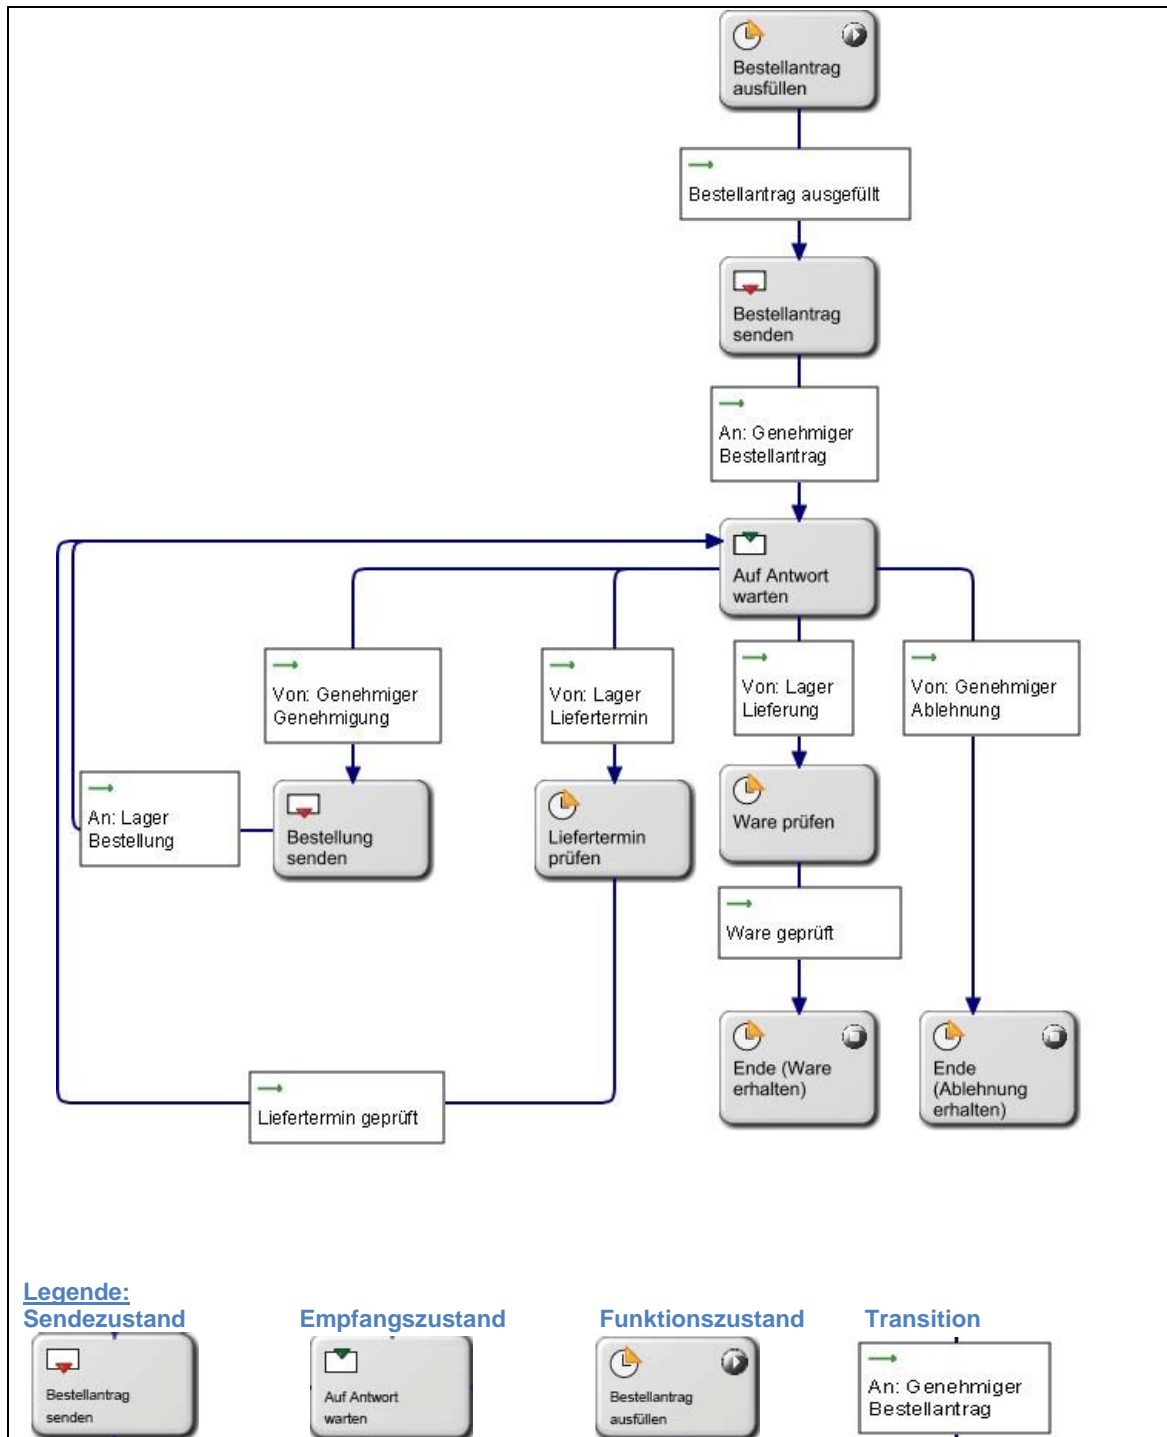 Bestellantrag
ausfüllen
Bestellantrag ausgefüllt
Bestellantrag
senden
An: Genehmiger
Bestellantrag
Auf Antwort
warten
Von: Genehmiger
Genehmigung
Von: Lager
Liefertermin
Von: Lager
Lieferung
Von: Genehmiger
Ablehnung
An: Lager
Bestellung
Bestellung
senden
Liefertermin
prüfen
Ware prüfen
Ware geprüft
Ende (Ware
erhalten)
Ende
(Ablehnung
erhalten)
Liefertermin geprüft
Legende:
Sendezustand Empfangszustand Funktionszustand Transition
Bestellantrag
senden
Auf Antwort
warten
Bestellantrag
ausfüllen
An: Genehmiger
Bestellantrag